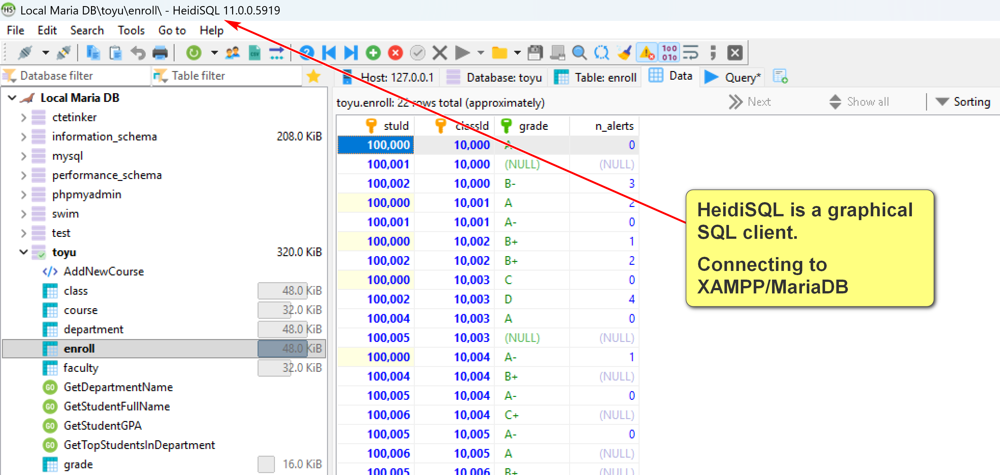 Local Maria DB\toyu\enroll\ - HeidiSQL 11.0.0.5919
File Edit Search Tools Go to Help
Database filter Table filter Host: 127.0.0.1 Database: toyu Table: enroll Data Query*
toyu.enroll: 22 rows total (approximately) Next Show all Sorting
Local Maria DB
ctetinker
information_schema 208.0 KiB
mysql
performance_schema
phpmyadmin
swim
test
toyu 320.0 KiB
AddNewCourse
class 48.0 KiB
course 32.0 KiB
department 48.0 KiB
enroll 48.0 KiB
faculty 32.0 KiB
GetDepartmentName
GetStudentFullName
GetStudentGPA
GetTopStudentsInDepartment
grade 16.0 KiB
stuId classId grade n_alerts
100,000 10,000 A 0
100,001 10,000 (NULL) (NULL)
100,002 10,000 B- 3
100,000 10,001 A 2
100,001 10,001 A- 0
100,000 10,002 B+ 1
100,002 10,002 B+ 2
100,000 10,003 C 0
100,002 10,003 D 4
100,004 10,003 A 0
100,005 10,003 (NULL) (NULL)
100,000 10,004 A- 1
100,004 10,004 B+ (NULL)
100,005 10,004 A- 0
100,006 10,004 C+ (NULL)
100,005 10,005 A- 0
100,006 10,005 A (NULL)
100,005 10,006 B+ (NULL)
HeidiSQL is a graphical
SQL client.
Connecting to
XAMPP/MariaDB